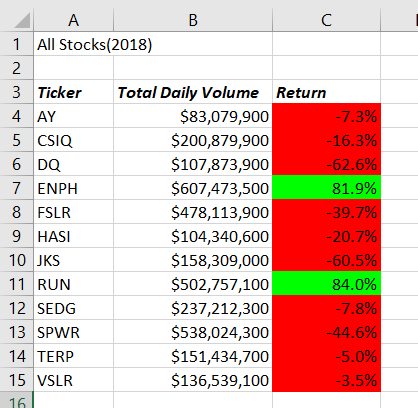 A B C
1 All Stocks(2018)
2
3 Ticker Total Daily Volume Return
4 AY $83,079,900 -7.3%
5 CSIQ $200,879,900 -16.3%
6 DQ $107,873,900 -62.6%
7 ENPH $607,473,500 81.9%
8 FSLR $478,113,900 -39.7%
9 HASI $104,340,600 -20.7%
10 JKS $158,309,000 -60.5%
11 RUN $502,757,100 84.0%
12 SEDG $237,212,300 -7.8%
13 SPWR $538,024,300 -44.6%
14 TERP $151,434,700 -5.0%
15 VSLR $136,539,100 -3.5%
16